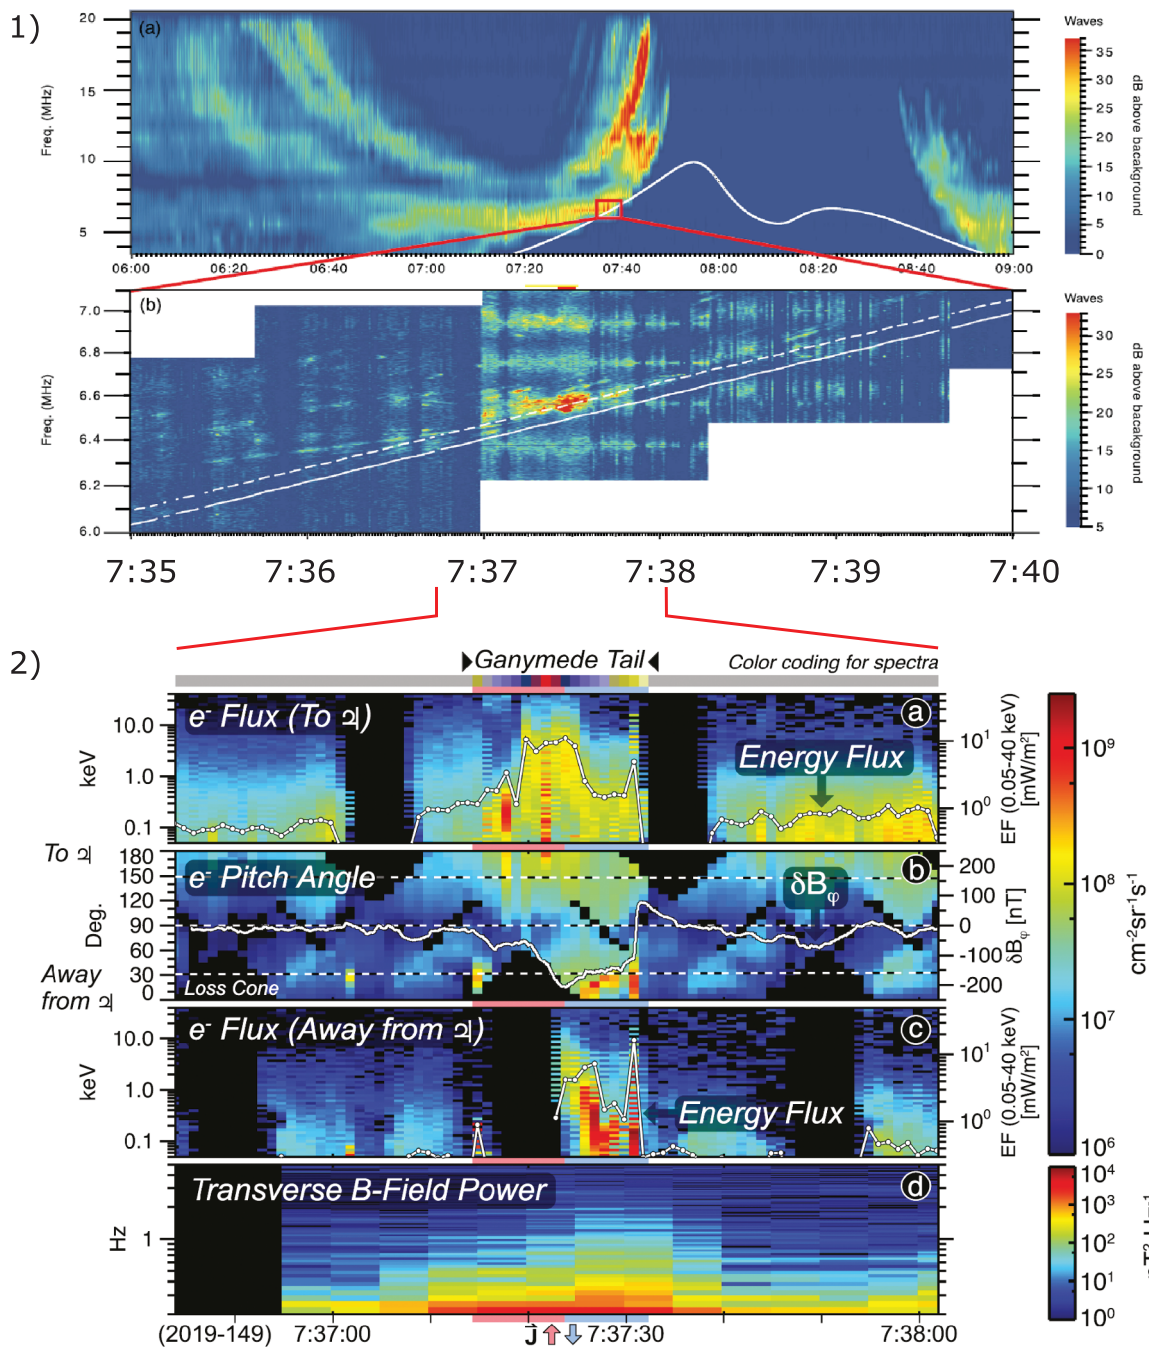 1)
(a)
Freq. (MHz)
20
15
10
5
06:00 06:20 06:40 07:00 07:20 07:40 08:00 08:20 08:40 09:00
Waves
35
30
25
20
15
10
5
0
dB above bacakground
(b)
Freq. (MHz)
7.0
6.8
6.6
6.4
6.2
6.0
Waves
30
25
20
15
10
5
dB above bacakground
7:35 7:36 7:37 7:38 7:39 7:40
2)
Ganymede Tail
Color coding for spectra
e- Flux (To ♃)
a
keV
10.0
1.0
0.1
Energy Flux
10¹
10⁰
EF (0.05-40 keV)
[mW/m²]
To ♃
e- Pitch Angle
b
Deg.
180
150
120
90
60
30
0
Away
from ♃
Loss Cone
δBφ
200
100
0
-100
-200
δBφ [nT]
e- Flux (Away from ♃)
c
keV
10.0
1.0
0.1
Energy Flux
10¹
10⁰
EF (0.05-40 keV)
[mW/m²]
10⁹
10⁸
10⁷
10⁶
cm⁻²sr⁻¹s⁻¹
Transverse B-Field Power
d
Hz
1
10⁴
10³
10²
10¹
10⁰
(2019-149) 7:37:00 J 7:37:30 7:38:00